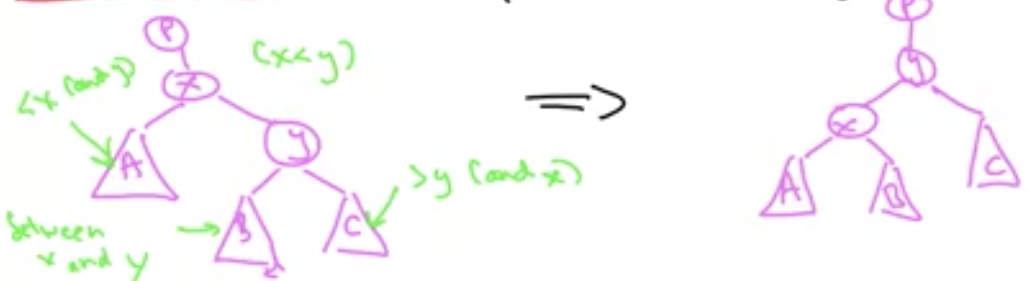 P
(x<y)
x
<x (and y)
y
A
>y (and x)
B
C
between
x and y
⇒
P
y
x
C
A
B